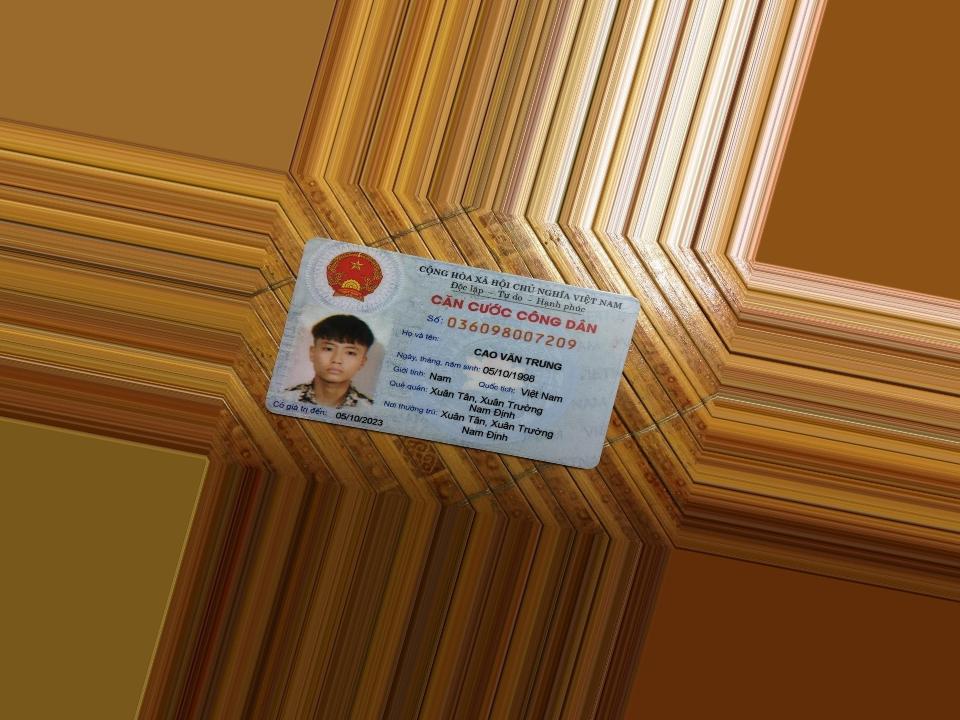 CỘNG HÒA XÃ HỘI CHỦ NGHĨA VIỆT NAM
Độc lập - Tự do - Hạnh phúc
CĂN CƯỚC CÔNG DÂN
Số: 036098007209
Họ và tên:
CAO VĂN TRUNG
Ngày, tháng, năm sinh: 05/10/1998
Giới tính: Nam Quốc tịch: Việt Nam
Quê quán: Xuân Tân, Xuân Trường
Nam Định
Nơi thường trú: Xuân Tân, Xuân Trường
Nam Định
Có giá trị đến: 05/10/2023